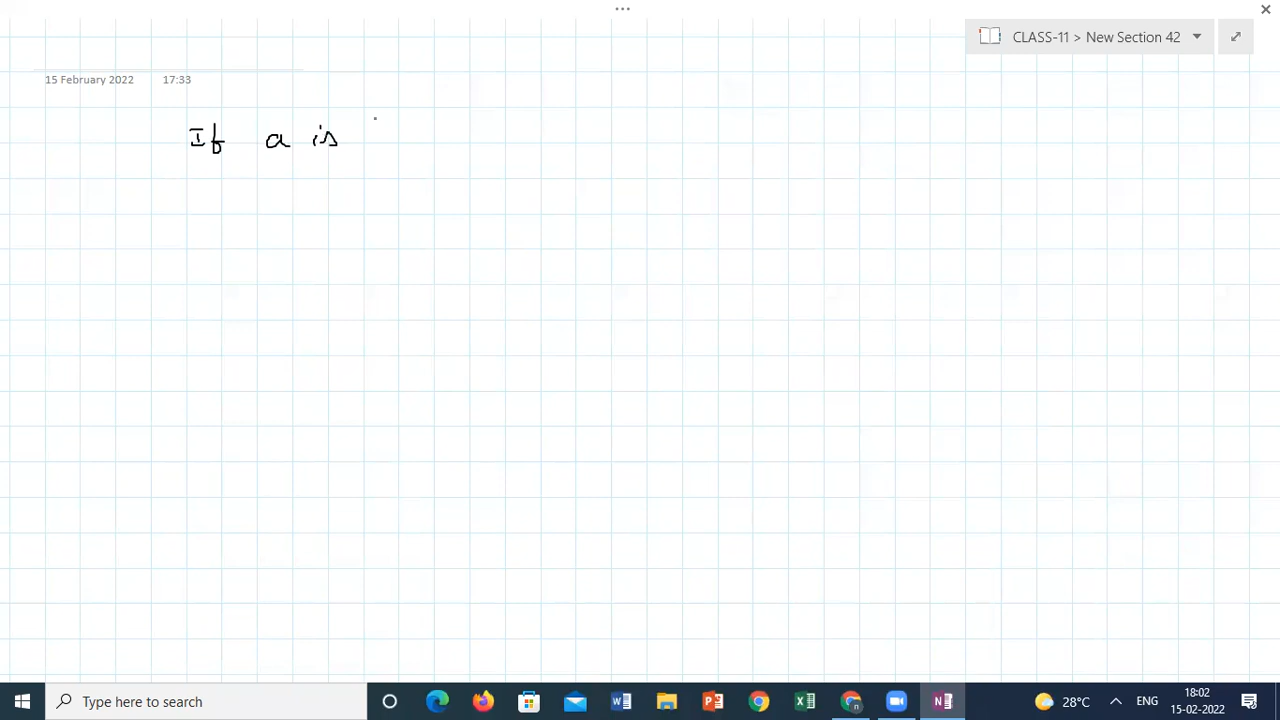 CLASS-11 > New Section 42
15 February 2022 17:33
If a is
Type here to search
28°C
ENG
18:02
15-02-2022